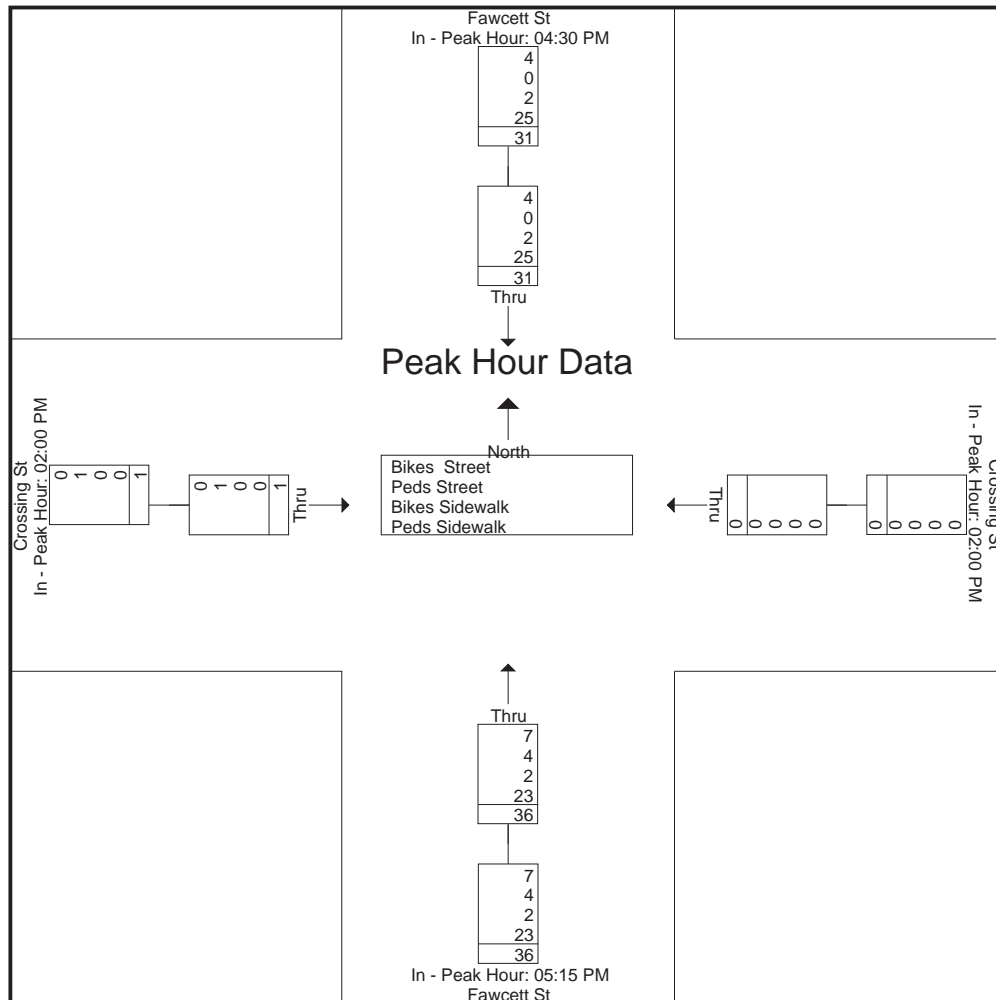 Fawcett St
In - Peak Hour: 04:30 PM
4
0
2
25
31
4
0
2
25
31
Thru
Peak Hour Data
North
Bikes Street
Peds Street
Bikes Sidewalk
Peds Sidewalk
Crossing St
In - Peak Hour: 02:00 PM
0
1
0
0
1
0
1
0
0
1
Thru
Crossing St
In - Peak Hour: 02:00 PM
0
0
0
0
0
0
0
0
0
0
Thru
Thru
7
4
2
23
36
7
4
2
23
36
In - Peak Hour: 05:15 PM
Fawcett St